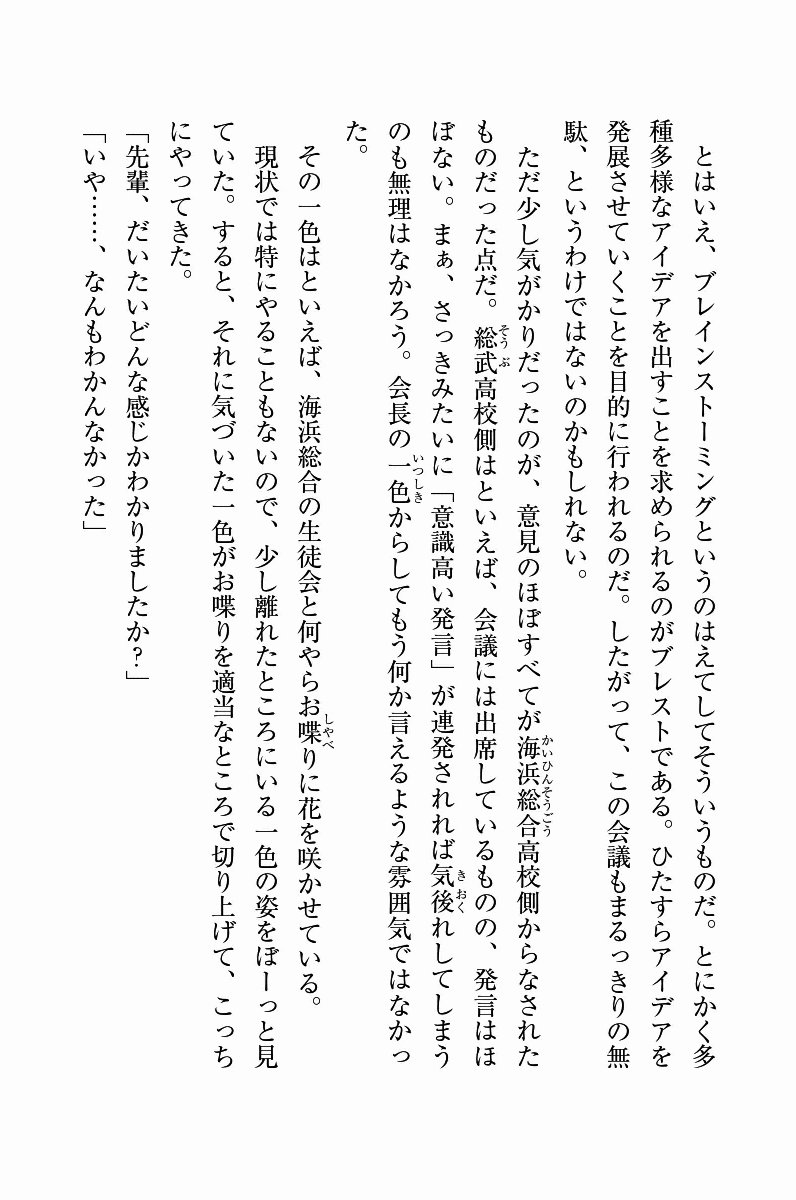 とはいえ、ブレインストーミングというのはえてしてそういうものだ。とにかく多
種多様なアイデアを出すことを求められるのがブレストである。ひたすらアイデアを
発展させていくことを目的に行われるのだ。したがって、この会議もまるっきりの無
駄、というわけではないのかもしれない。
　ただ少し気がかりだったのが、意見のほぼすべてが海浜総合高校側からなされた
ものだった点だ。総武高校側はといえば、会議には出席しているものの、発言はほ
ぼない。まぁ、さっきみたいに「意識高い発言」が連発されれば気後れしてしまう
のも無理はなかろう。会長の一色からしてもう何か言えるような雰囲気ではなかっ
た。
　その一色はといえば、海浜総合の生徒会と何やらお喋りに花を咲かせている。
　現状では特にやることもないので、少し離れたところにいる一色の姿をぼーっと見
ていた。すると、それに気づいた一色がお喋りを適当なところで切り上げて、こっち
にやってきた。
「先輩、だいたいどんな感じかわかりましたか？」
「いや……、なんもわかんなかった」